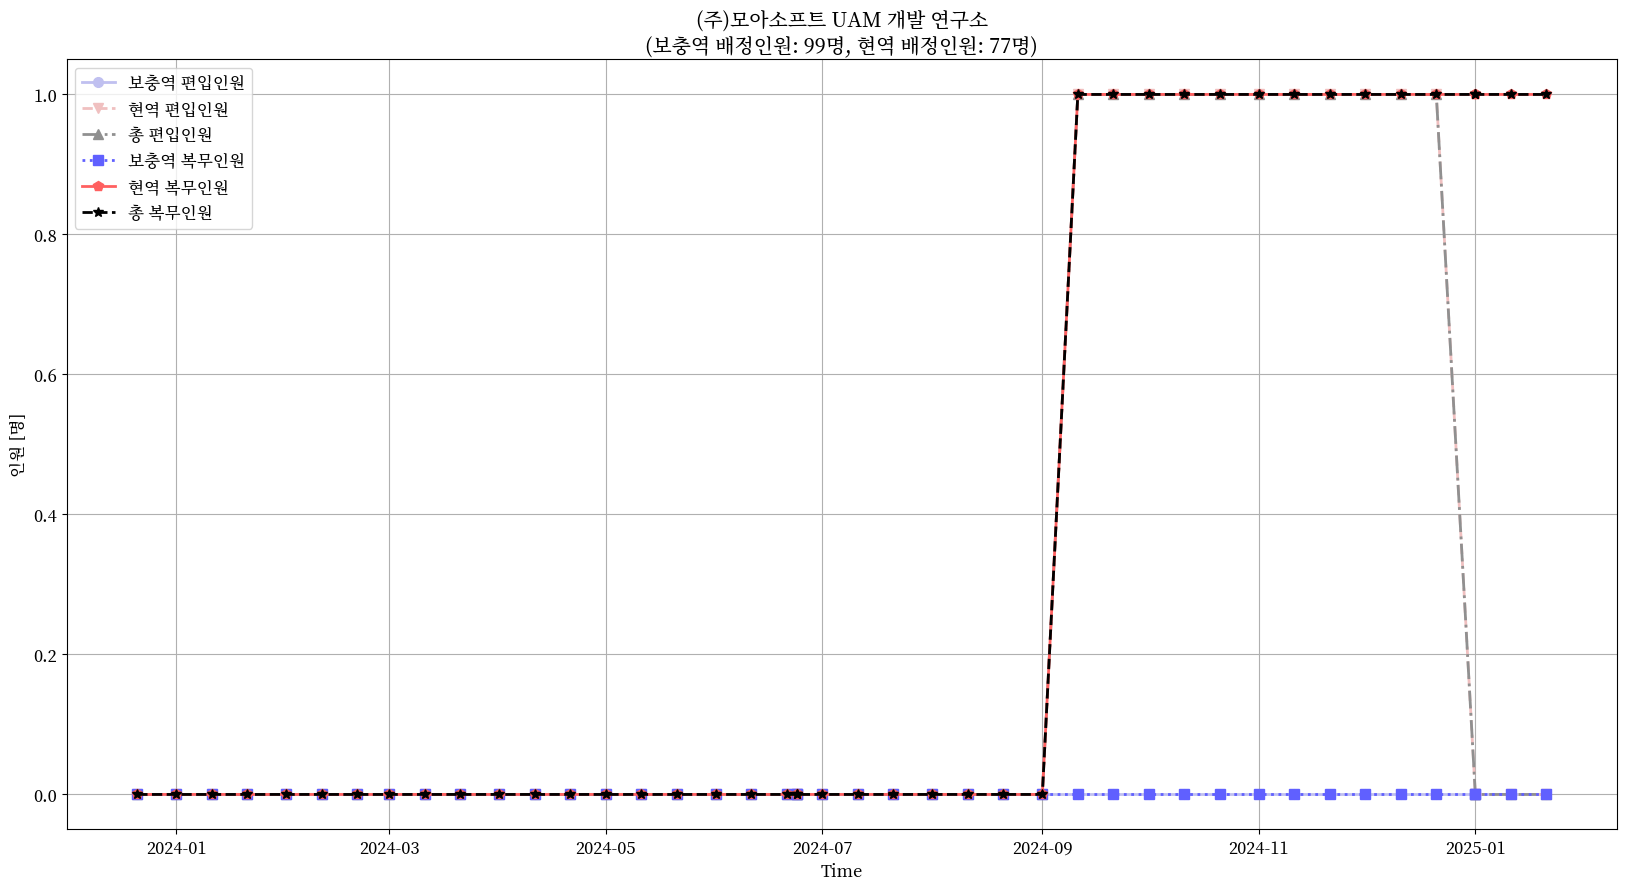 (주)모아소프트 UAM 개발 연구소
(보충역 배정인원: 99명, 현역 배정인원: 77명)
보충역 편입인원
현역 편입인원
총 편입인원
보충역 복무인원
현역 복무인원
총 복무인원
1.0
0.8
0.6
0.4
0.2
0.0
인원 [명]
2024-01 2024-03 2024-05 2024-07 2024-09 2024-11 2025-01
Time